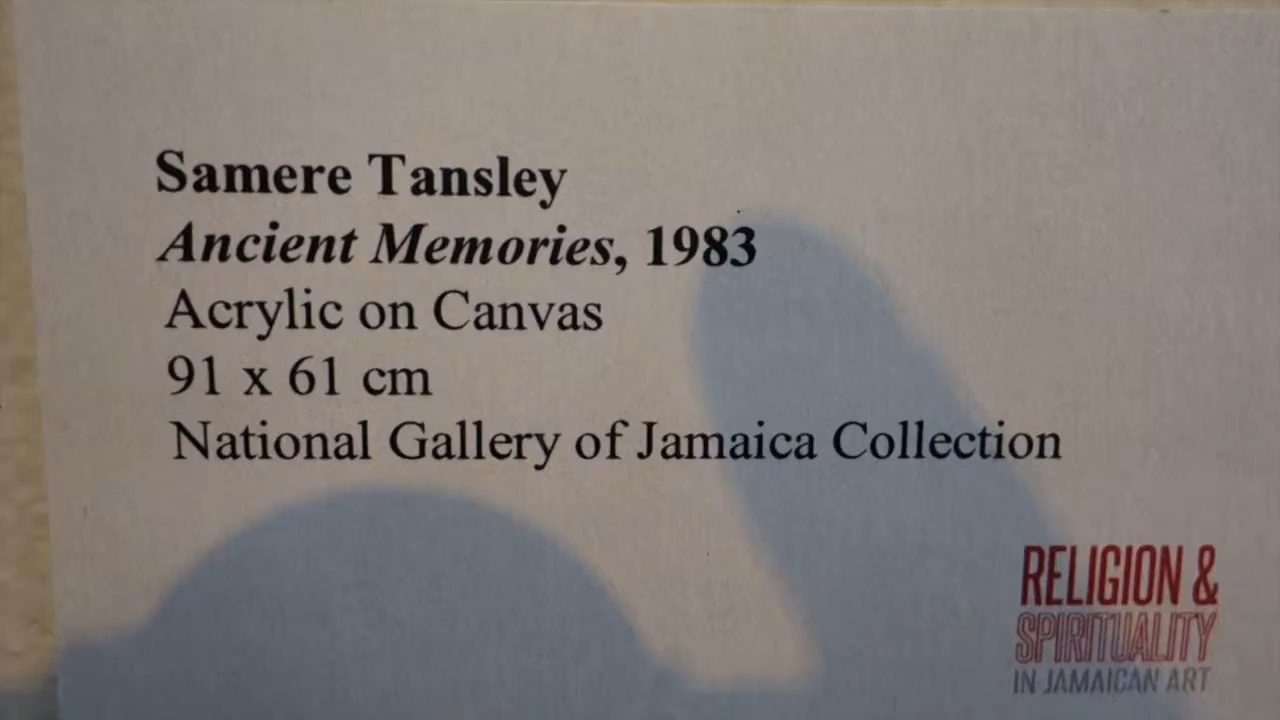 Samere Tansley
Ancient Memories, 1983
Acrylic on Canvas
91 x 61 cm
National Gallery of Jamaica Collection
RELIGION &
SPIRITUALITY
IN JAMAICAN ART